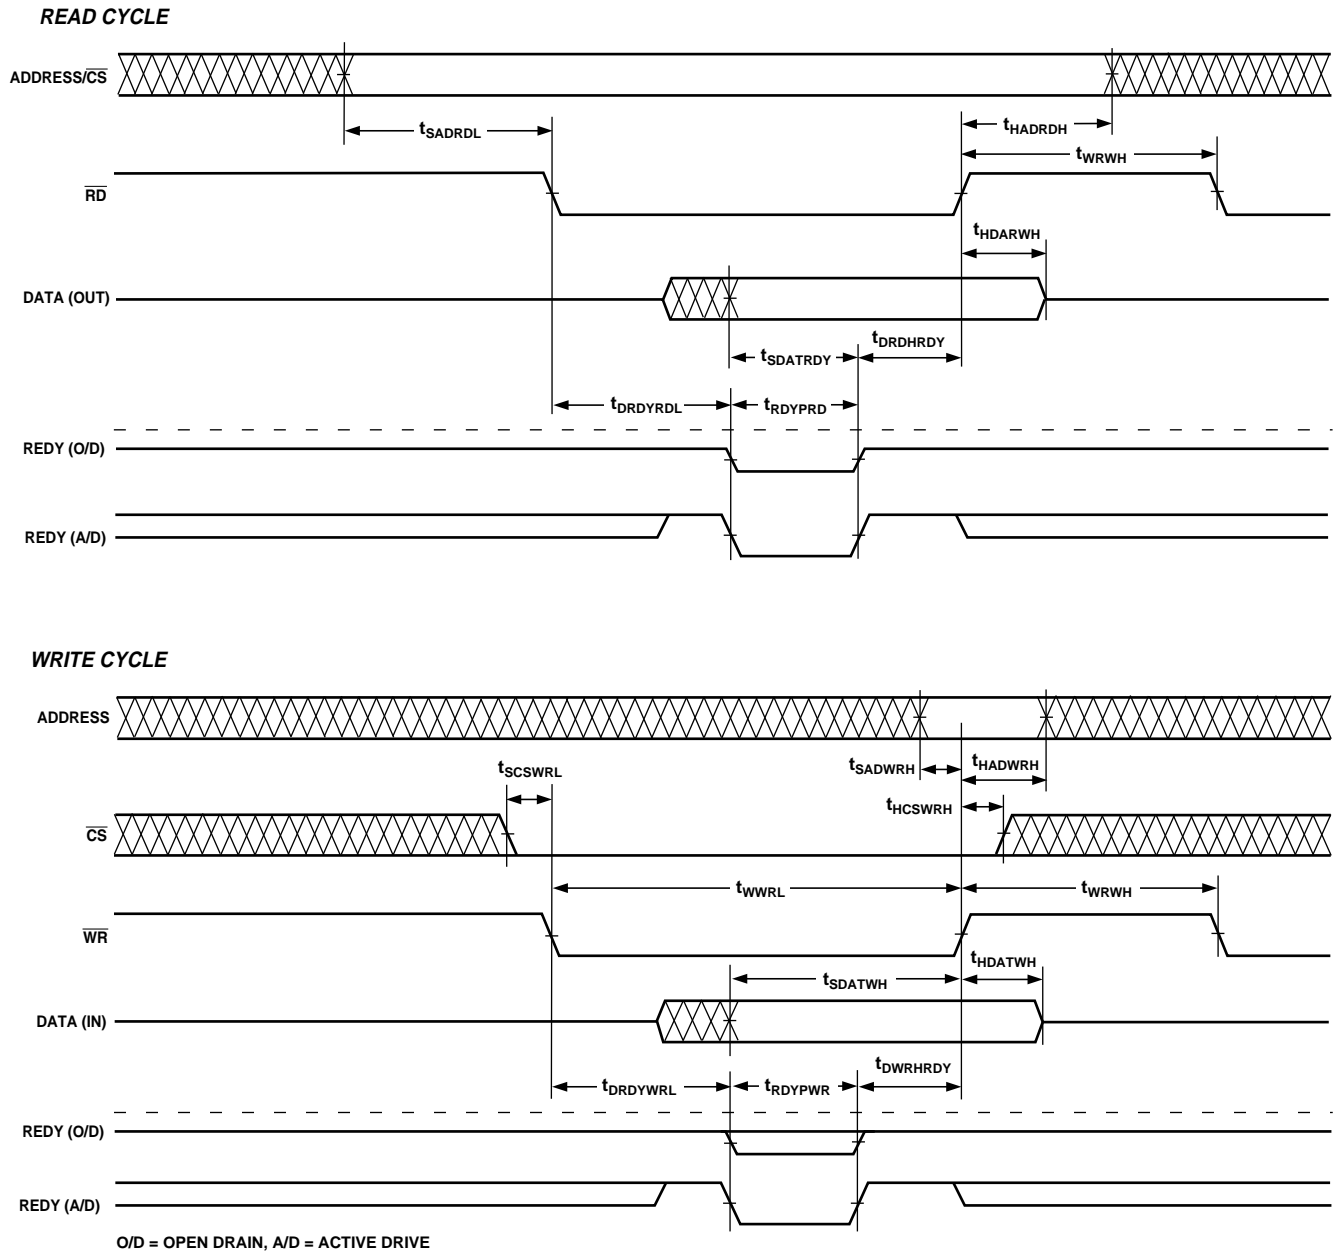 READ CYCLE
ADDRESS/CS
tSADRDL
tHADRDH
tWRWH
RD
tHDARWH
DATA (OUT)
tSDATRDY
tDRDHRDY
tDRDYRDL
tRDYPRD
REDY (O/D)
REDY (A/D)
WRITE CYCLE
ADDRESS
tSCSWRL
tSADWRH
tHADWRH
tHCSWRH
CS
tWWRL
tWRWH
WR
tSDATWH
tHDATWH
DATA (IN)
tDRDYWRL
tRDYPWR
tDWRHRDY
REDY (O/D)
REDY (A/D)
O/D = OPEN DRAIN, A/D = ACTIVE DRIVE